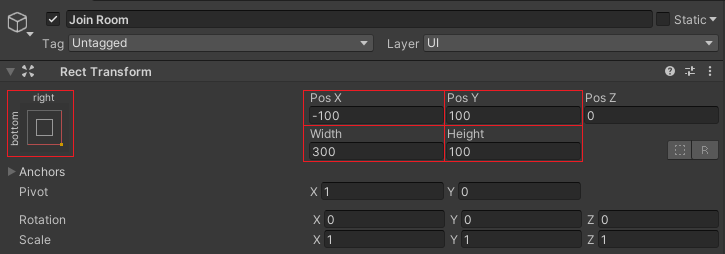 Join Room Static
Tag Untagged Layer UI
Rect Transform
right Pos X Pos Y Pos Z
bottom -100 100 0
Width Height
300 100 R
Anchors
Pivot X 1 Y 0
Rotation X 0 Y 0 Z 0
Scale X 1 Y 1 Z 1